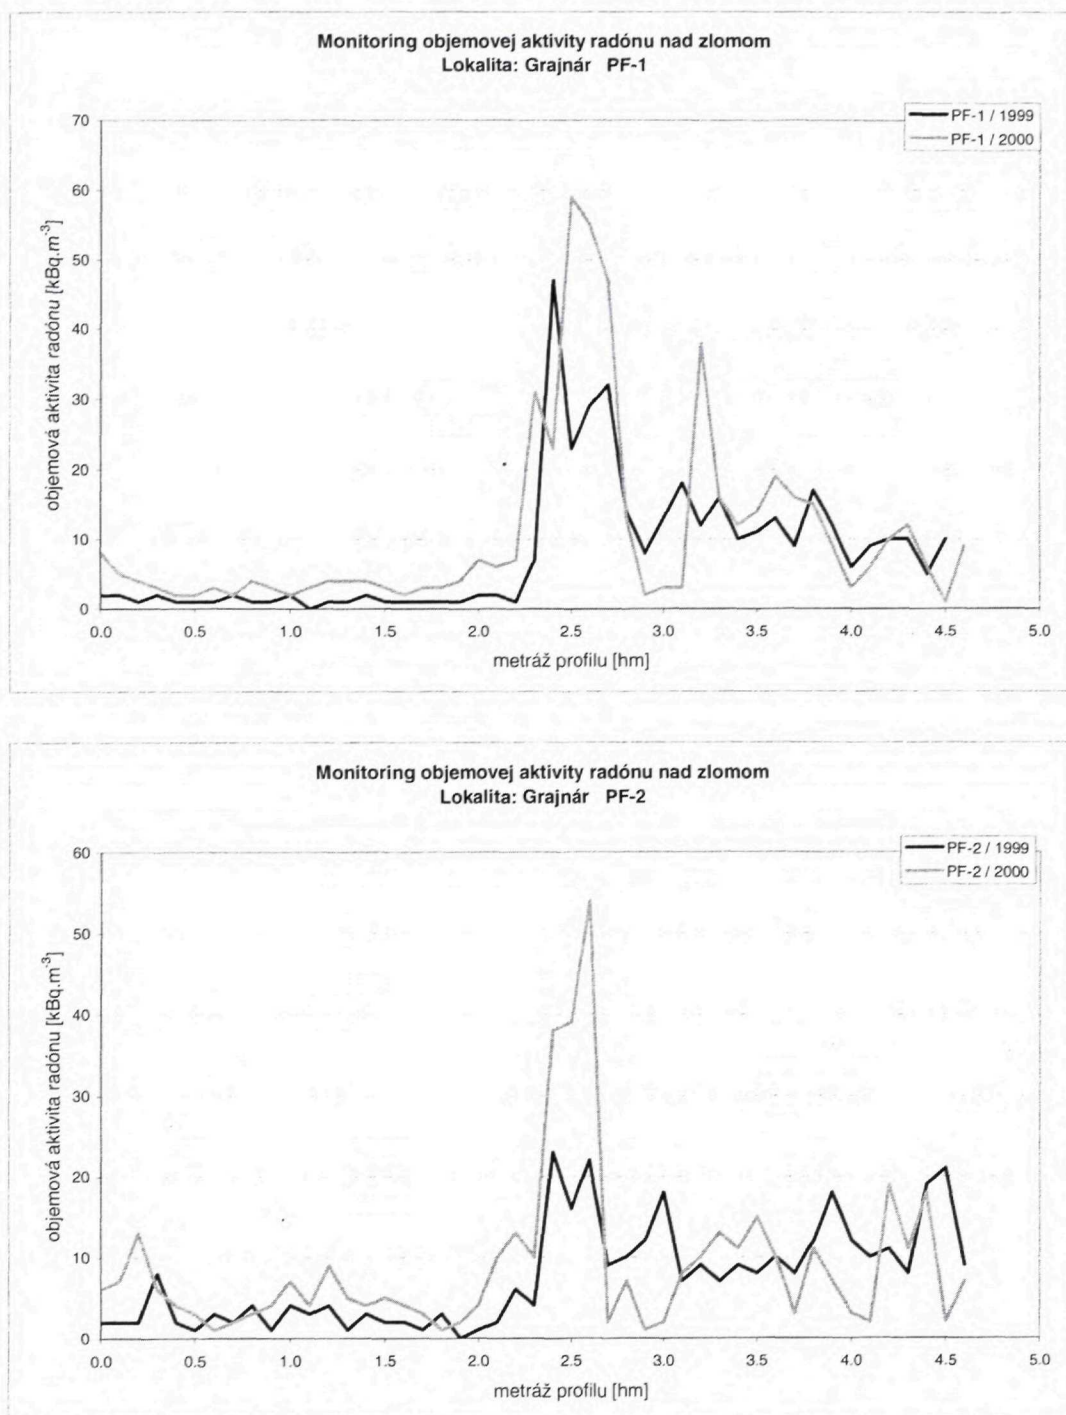 Monitoring objemovej aktivity radónu nad zlomom
Lokalita: Grajnár PF-1
PF-1 / 1999
PF-1 / 2000
objemová aktivita radónu [kBq.m-3]
70
60
50
40
30
20
10
0
0.0 0.5 1.0 1.5 2.0 2.5 3.0 3.5 4.0 4.5 5.0
metráž profilu [hm]
Monitoring objemovej aktivity radónu nad zlomom
Lokalita: Grajnár PF-2
PF-2 / 1999
PF-2 / 2000
objemová aktivita radónu [kBq.m-3]
60
50
40
30
20
10
0
0.0 0.5 1.0 1.5 2.0 2.5 3.0 3.5 4.0 4.5 5.0
metráž profilu [hm]